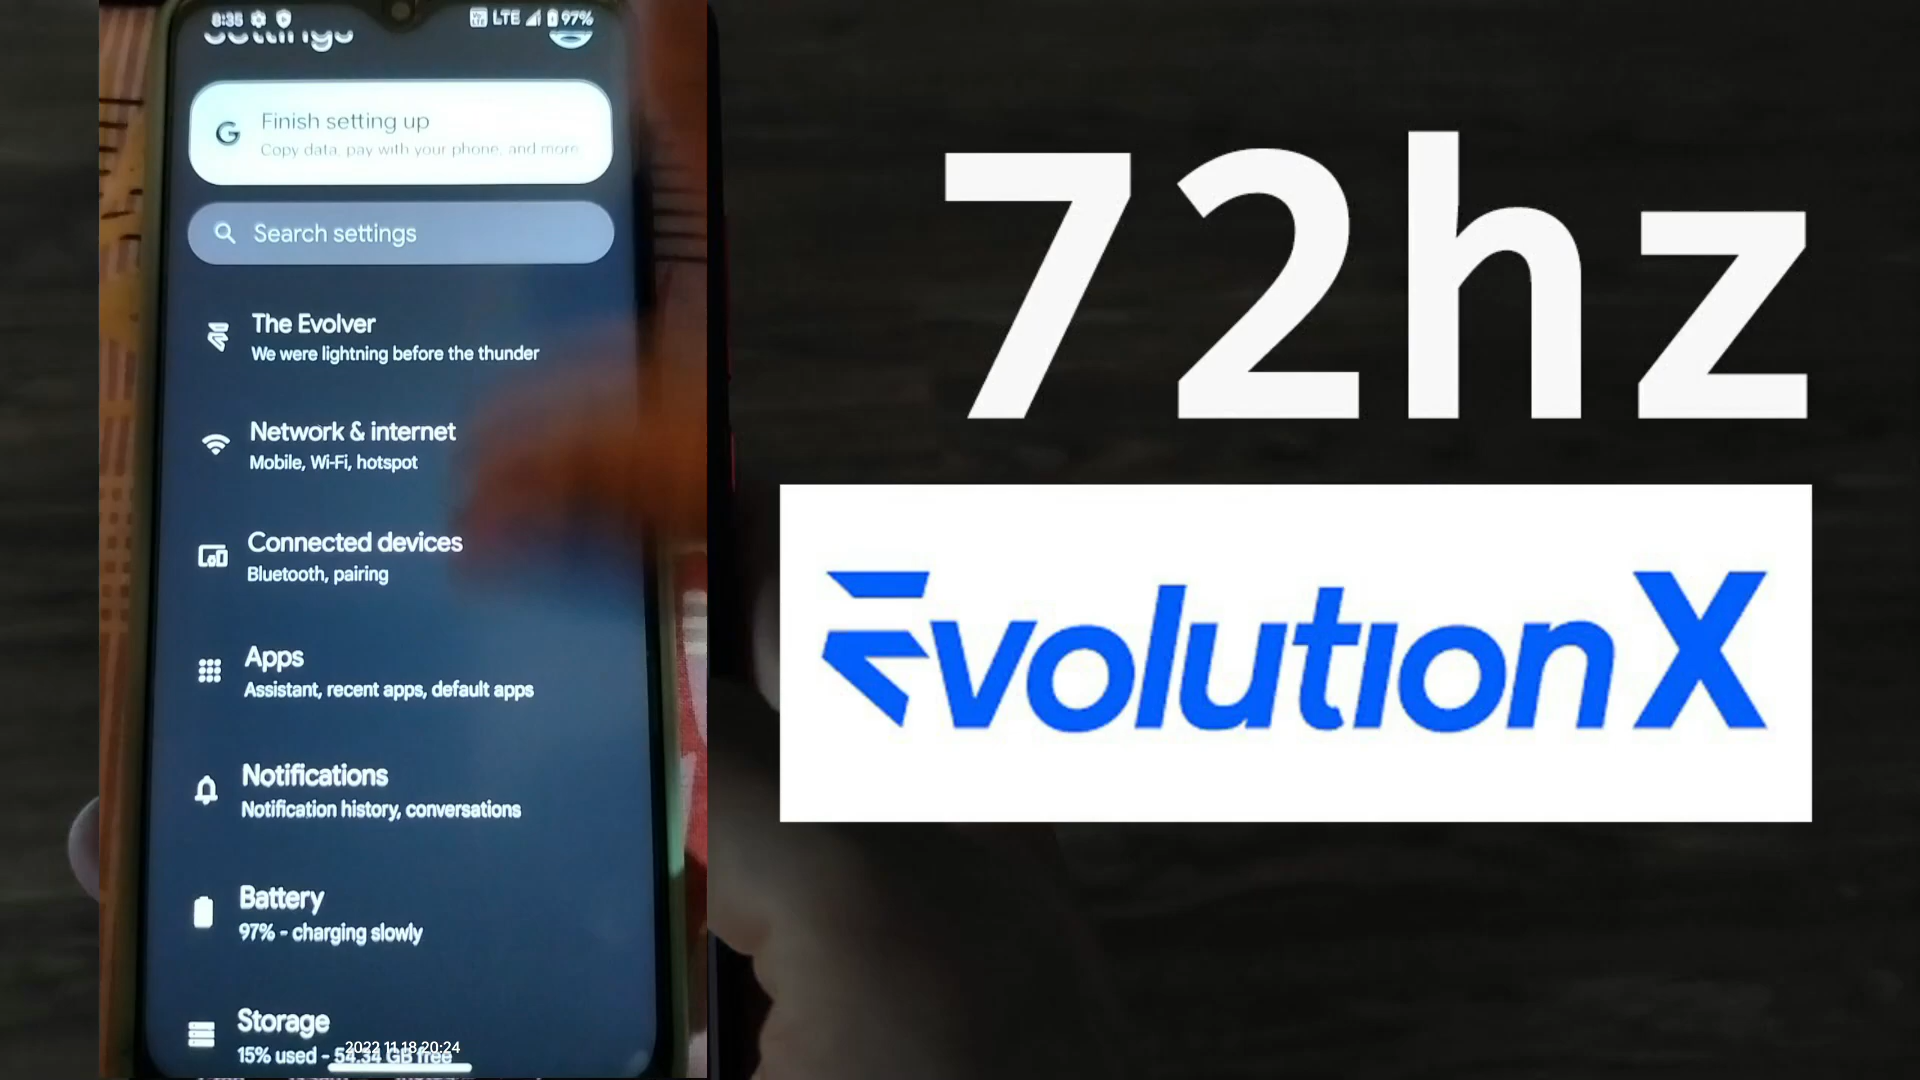 8:35 LTE 97%
Settings
G Finish setting up
Copy data, pay with your phone, and more
Search settings
The Evolver
We were lightning before the thunder
Network & internet
Mobile, Wi-Fi, hotspot
Connected devices
Bluetooth, pairing
Apps
Assistant, recent apps, default apps
Notifications
Notification history, conversations
Battery
97% - charging slowly
Storage
15% used - 54.34 GB free
2022 11 18 20:24
72hz
Evolution X